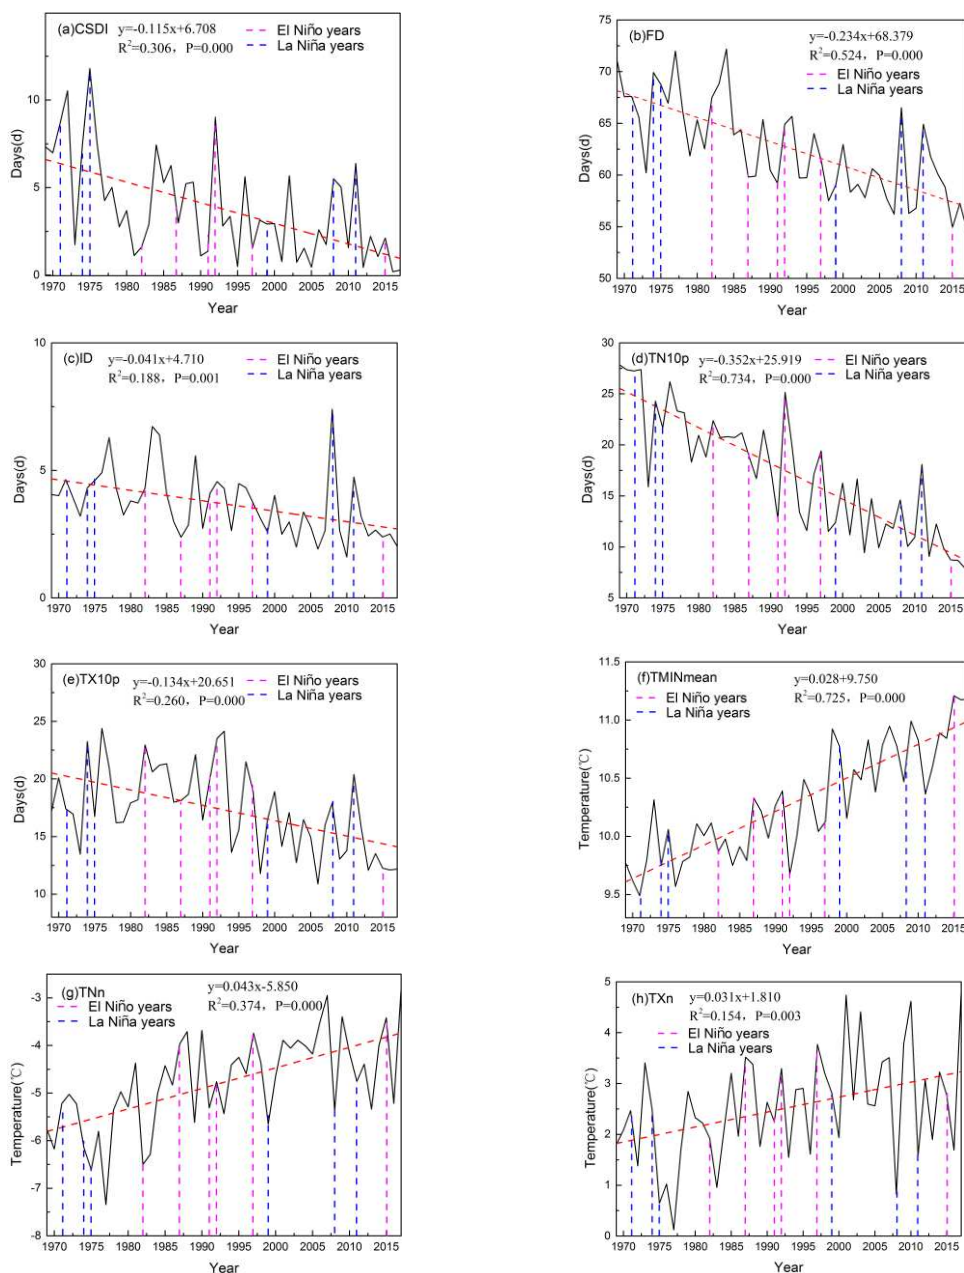 (a)CSDI
y=-0.115x+6.708
R²=0.306, P=0.000
El Niño years
La Niña years
10
5
0
Days(d)
1970 1975 1980 1985 1990 1995 2000 2005 2010 2015
Year
(b)FD
y=-0.234x+68.379
R²=0.524, P=0.000
El Niño years
La Niña years
75
70
65
60
55
50
Days(d)
1970 1975 1980 1985 1990 1995 2000 2005 2010 2015
Year
(c)ID
y=-0.041x+4.710
R²=0.188, P=0.001
El Niño years
La Niña years
10
5
0
Days(d)
1970 1975 1980 1985 1990 1995 2000 2005 2010 2015
Year
(d)TN10p
y=-0.352x+25.919
R²=0.734, P=0.000
El Niño years
La Niña years
30
25
20
15
10
5
Days(d)
1970 1975 1980 1985 1990 1995 2000 2005 2010 2015
Year
(e)TX10p
y=-0.134x+20.651
R²=0.260, P=0.000
El Niño years
La Niña years
30
25
20
15
10
Days(d)
1970 1975 1980 1985 1990 1995 2000 2005 2010 2015
Year
(f)TMINmean
y=0.028+9.750
R²=0.725, P=0.000
El Niño years
La Niña years
11.5
11.0
10.5
10.0
9.5
Temperature(℃)
1970 1975 1980 1985 1990 1995 2000 2005 2010 2015
Year
(g)TNn
y=0.043x-5.850
R²=0.374, P=0.000
El Niño years
La Niña years
-3
-4
-5
-6
-7
-8
Temperature(℃)
1970 1975 1980 1985 1990 1995 2000 2005 2010 2015
Year
(h)TXn
y=0.031x+1.810
R²=0.154, P=0.003
El Niño years
La Niña years
5
4
3
2
1
0
Temperature(℃)
1970 1975 1980 1985 1990 1995 2000 2005 2010 2015
Year